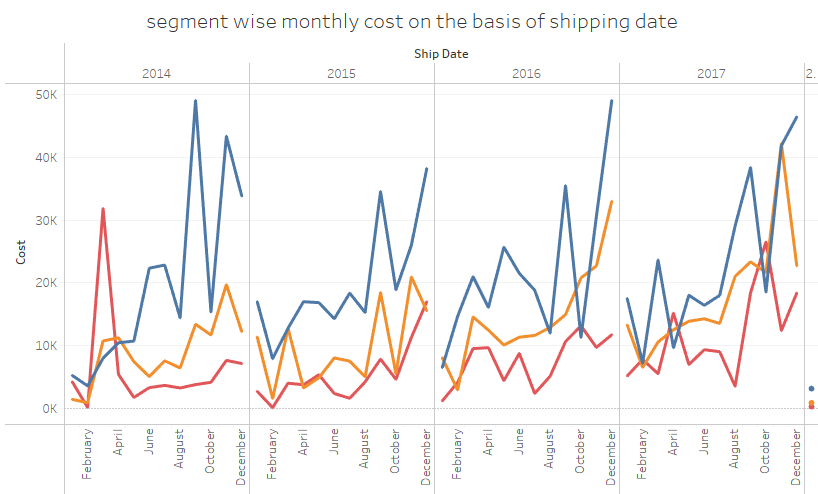 segment wise monthly cost on the basis of shipping date
Ship Date
2014 2015 2016 2017 2.
50K
40K
30K
20K
10K
0K
Cost
February April June August October December February April June August October December February April June August October December February April June August October December